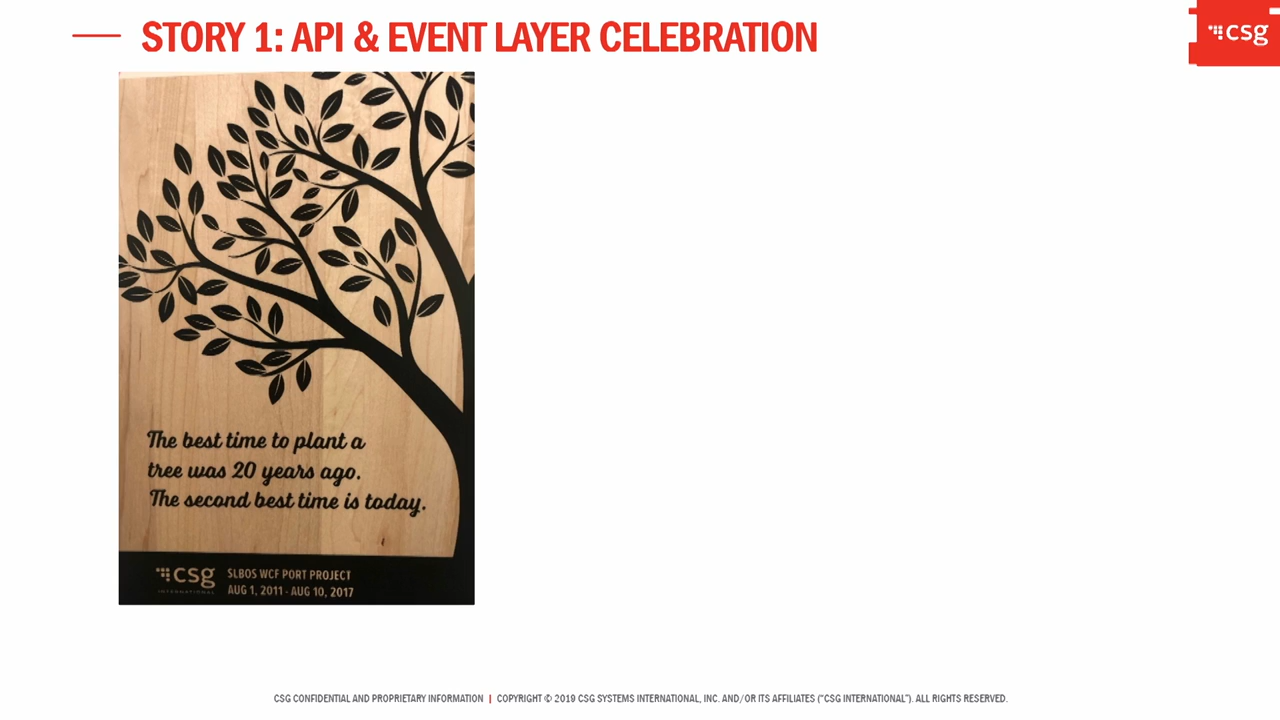 STORY 1: API & EVENT LAYER CELEBRATION
csg
The best time to plant a
tree was 20 years ago.
The second best time is today.
csg
INTERNATIONAL
SLBOS WCF PORT PROJECT
AUG 1, 2011 - AUG 10, 2017
CSG CONFIDENTIAL AND PROPRIETARY INFORMATION | COPYRIGHT © 2019 CSG SYSTEMS INTERNATIONAL, INC. AND/OR ITS AFFILIATES ("CSG INTERNATIONAL"). ALL RIGHTS RESERVED.